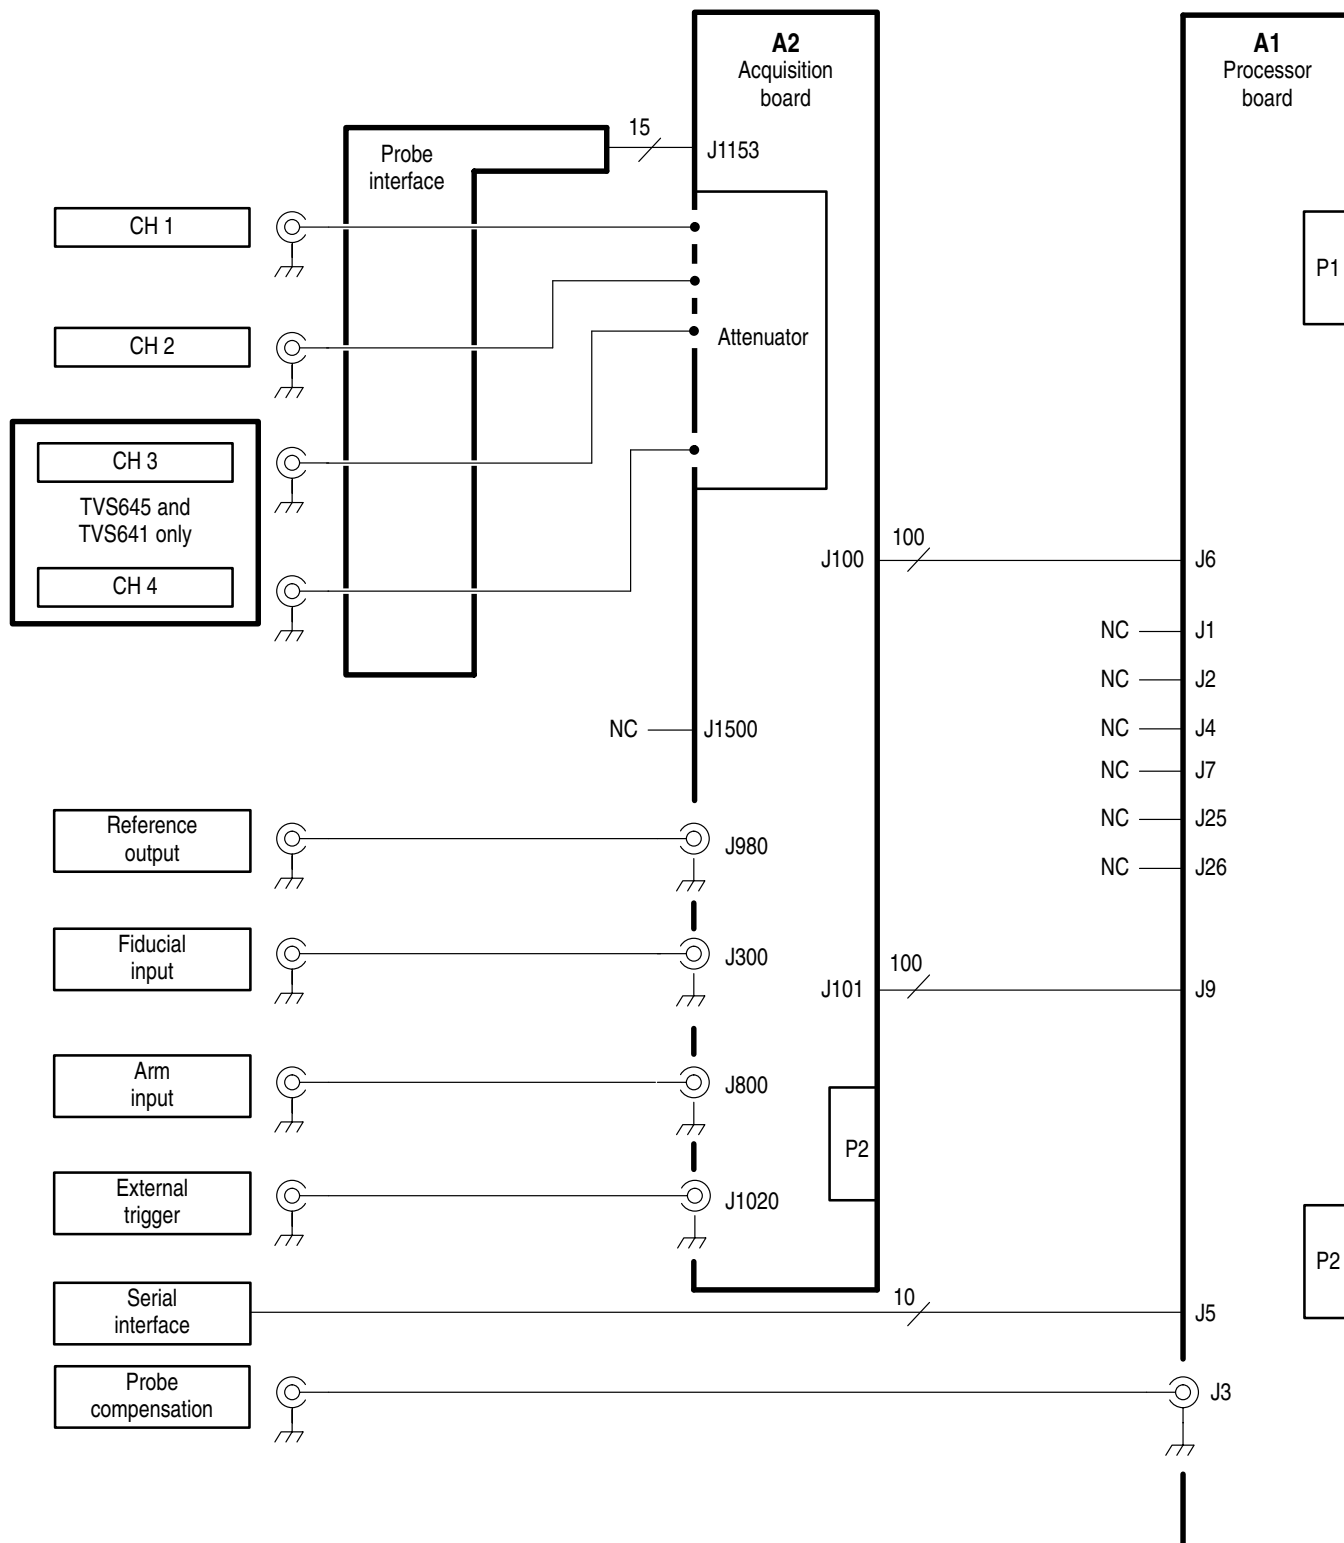 A2
Acquisition
board
A1
Processor
board
15
J1153
Probe
interface
CH 1
P1
CH 2
Attenuator
CH 3
TVS645 and
TVS641 only
CH 4
J100
100
J6
NC
J1
NC
J2
NC
J1500
NC
J4
NC
J7
NC
J25
NC
J26
Reference
output
J980
Fiducial
input
J300
J101
100
J9
Arm
input
J800
P2
External
trigger
J1020
P2
Serial
interface
10
J5
Probe
compensation
J3